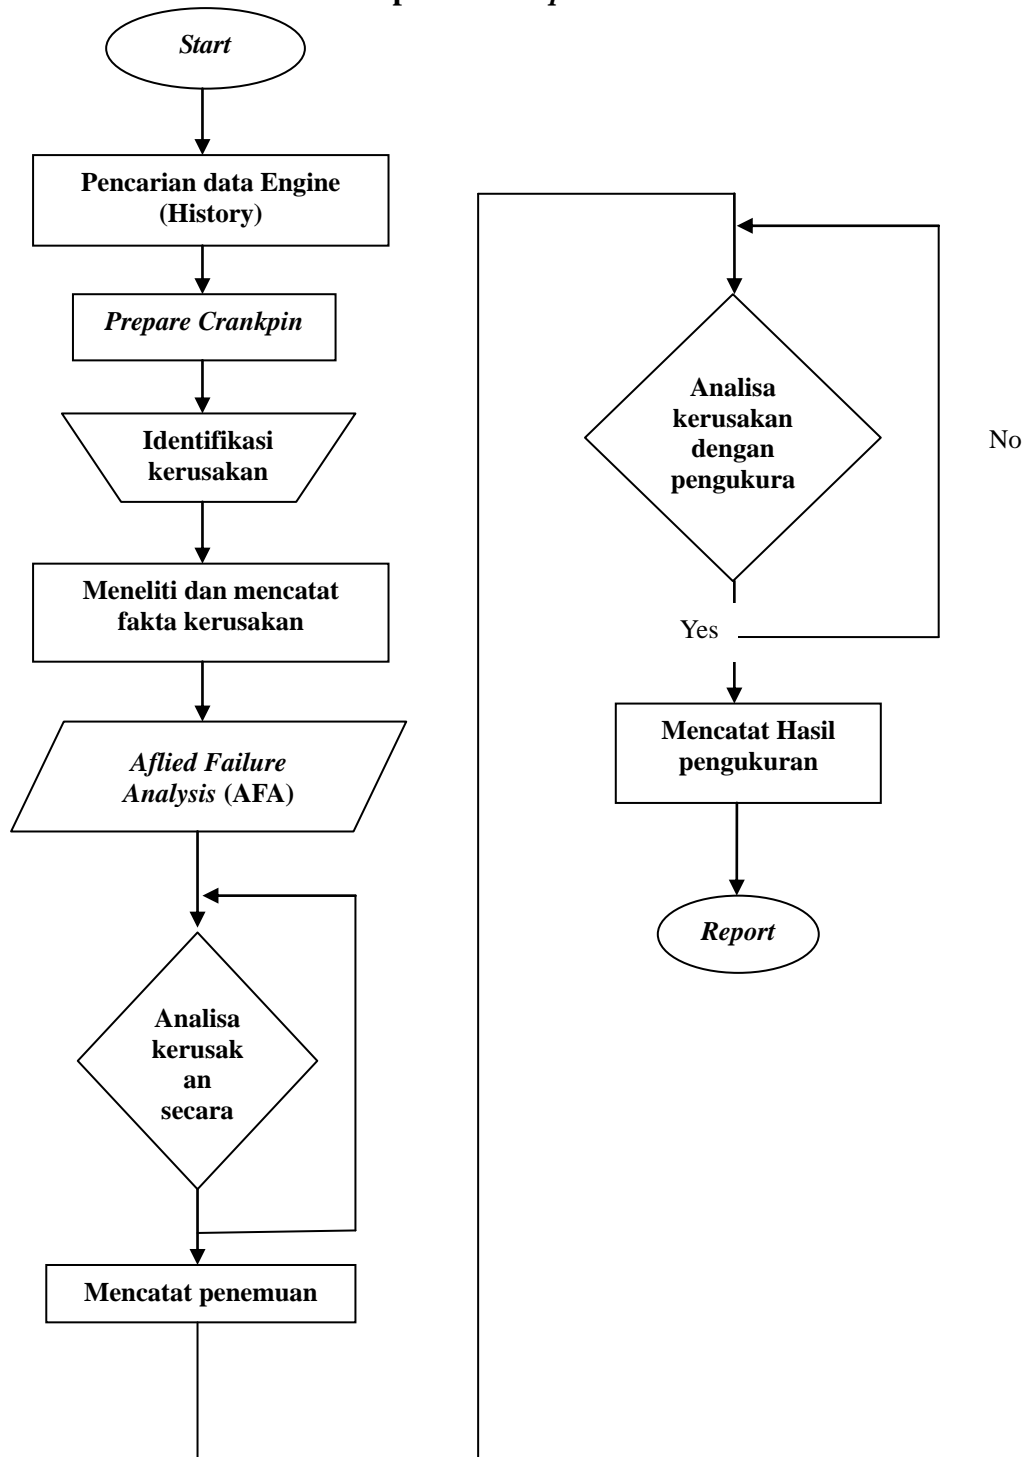 Start
Pencarian data Engine
(History)
Prepare Crankpin
Identifikasi
kerusakan
Meneliti dan mencatat
fakta kerusakan
Aflied Failure
Analysis (AFA)
Analisa
kerusak
an
secara
Mencatat penemuan
Analisa
kerusakan
dengan
pengukura
No
Yes
Mencatat Hasil
pengukuran
Report